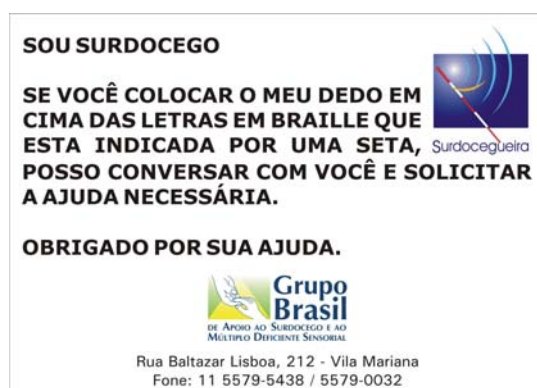 SOU SURDOCEGO
SE VOCÊ COLOCAR O MEU DEDO EM
CIMA DAS LETRAS EM BRAILLE QUE
ESTA INDICADA POR UMA SETA,
POSSO CONVERSAR COM VOCÊ E SOLICITAR
A AJUDA NECESSÁRIA.
Surdocegueira
OBRIGADO POR SUA AJUDA.
Grupo
Brasil
DE APOIO AO SURDOCEGO E AO
MÚLTIPLO DEFICIENTE SENSORIAL
Rua Baltazar Lisboa, 212 - Vila Mariana
Fone: 11 5579-5438 / 5579-0032